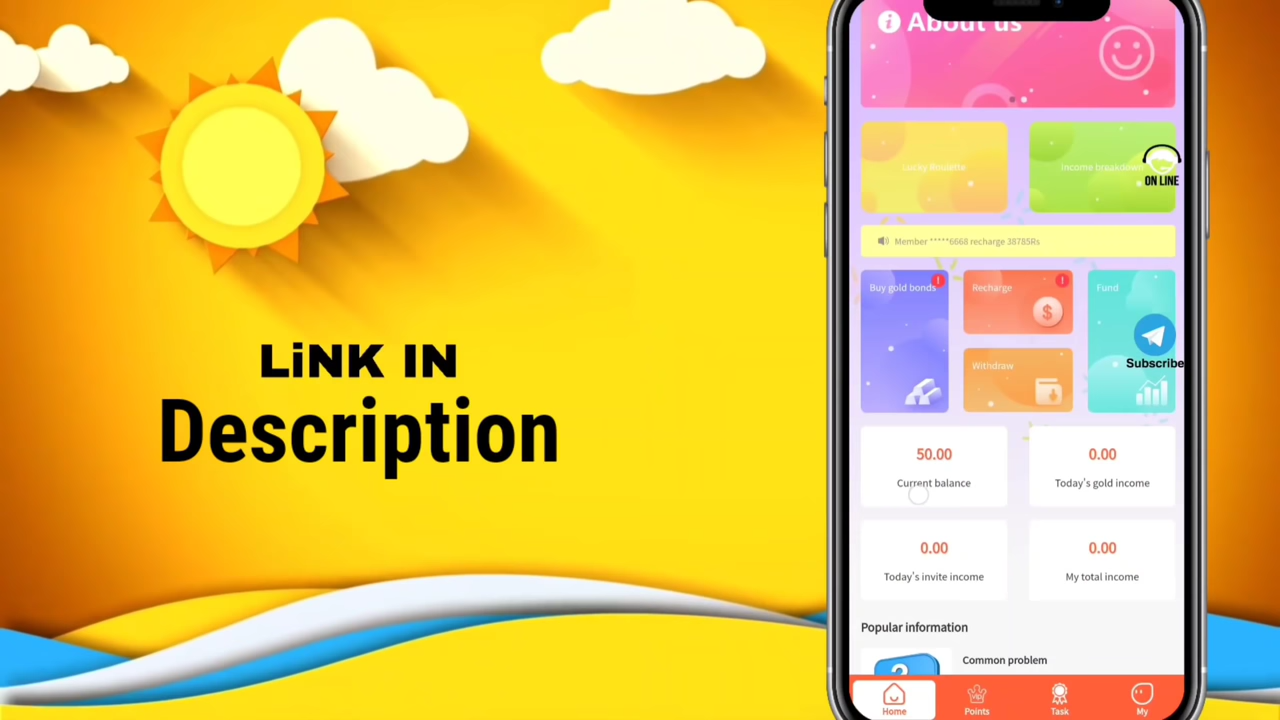 About us
Lucky Roulette
Income breakdown
ON LINE
Member *****6668 recharge 38785Rs
Buy gold bonds
Recharge
Fund
Withdraw
Subscribe
LiNK IN
Description
50.00
Current balance
0.00
Today's gold income
0.00
Today's invite income
0.00
My total income
Popular information
Common problem
Home
VIP
Points
Task
My